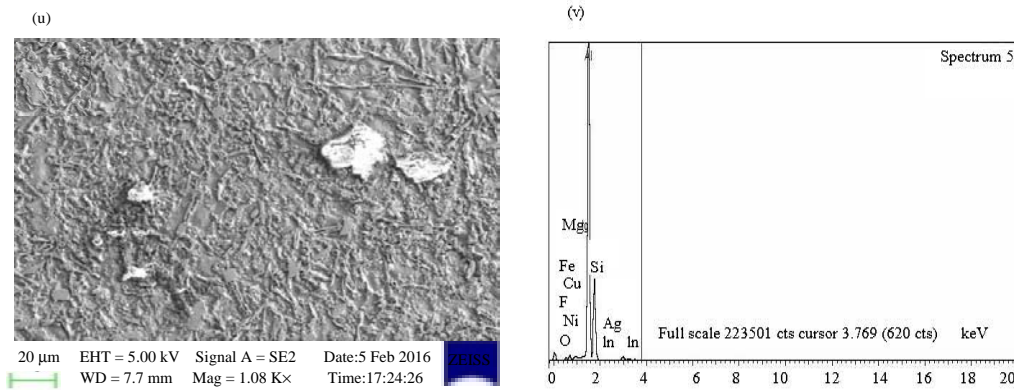 (u)
20 µm EHT = 5.00 kV Signal A = SE2 Date:5 Feb 2016
WD = 7.7 mm Mag = 1.08 K× Time:17:24:26
ZEISS
(v)
Spectrum 5
Al
Mg
Fe
Si
Cu
F
Ni
Ag
O
In In
Full scale 223501 cts cursor 3.769 (620 cts) keV
0 2 4 6 8 10 12 14 16 18 20